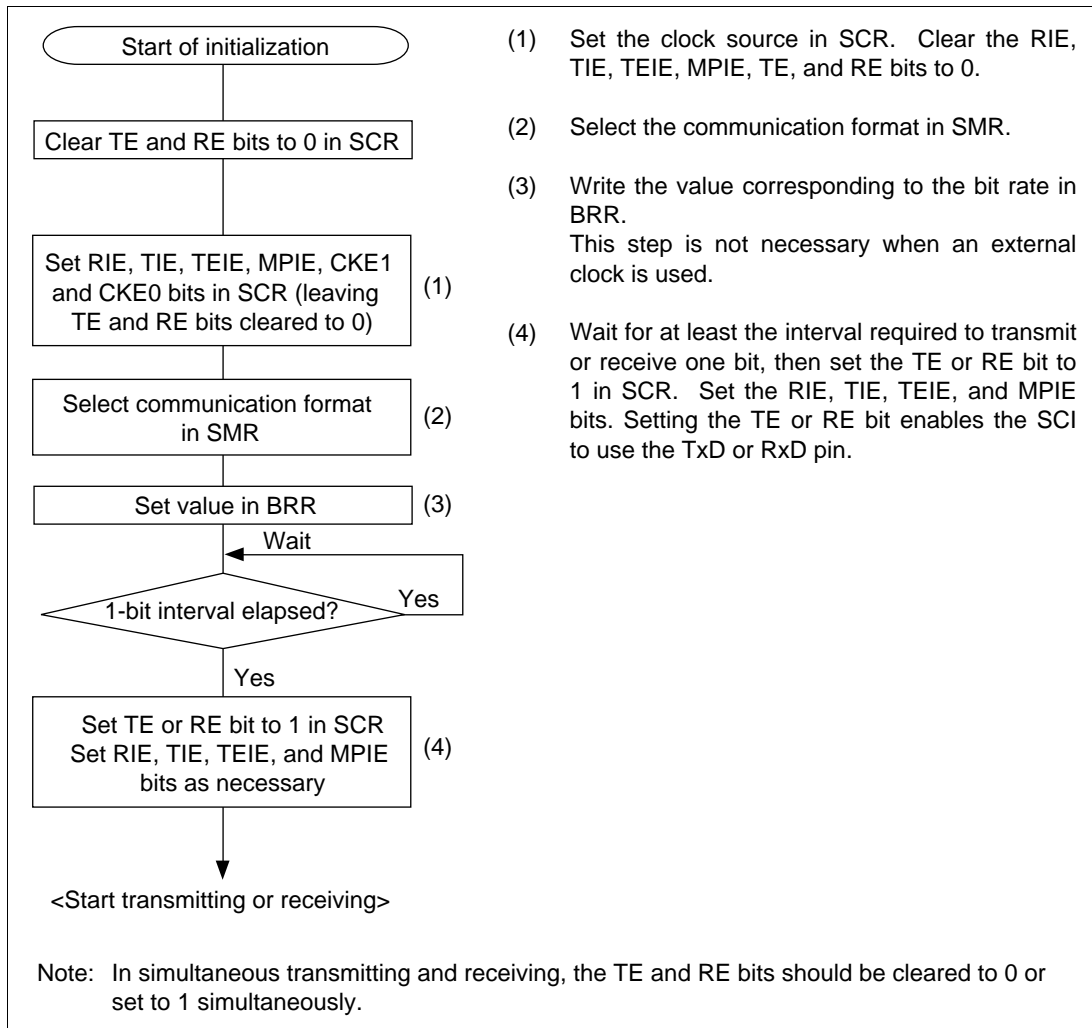 Start of initialization
Clear TE and RE bits to 0 in SCR
Set RIE, TIE, TEIE, MPIE, CKE1
and CKE0 bits in SCR (leaving
TE and RE bits cleared to 0)
(1)
Select communication format
in SMR
(2)
Set value in BRR
(3)
Wait
1-bit interval elapsed?
Yes
Yes
Set TE or RE bit to 1 in SCR
Set RIE, TIE, TEIE, and MPIE
bits as necessary
(4)
<Start transmitting or receiving>
(1) Set the clock source in SCR. Clear the RIE,
TIE, TEIE, MPIE, TE, and RE bits to 0.
(2) Select the communication format in SMR.
(3) Write the value corresponding to the bit rate in
BRR.
This step is not necessary when an external
clock is used.
(4) Wait for at least the interval required to transmit
or receive one bit, then set the TE or RE bit to
1 in SCR. Set the RIE, TIE, TEIE, and MPIE
bits. Setting the TE or RE bit enables the SCI
to use the TxD or RxD pin.
Note: In simultaneous transmitting and receiving, the TE and RE bits should be cleared to 0 or
set to 1 simultaneously.